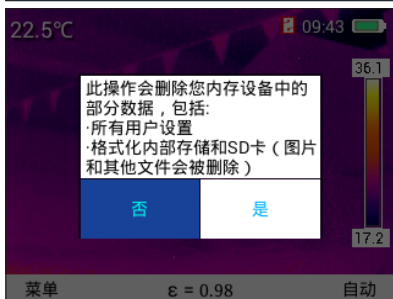 22.5℃ 09:43
36.1
此操作会删除您内存设备中的
部分数据，包括:
·所有用户设置
·格式化内部存储和SD卡（图片
和其他文件会被删除）
否 是
17.2
菜单 ε = 0.98 自动